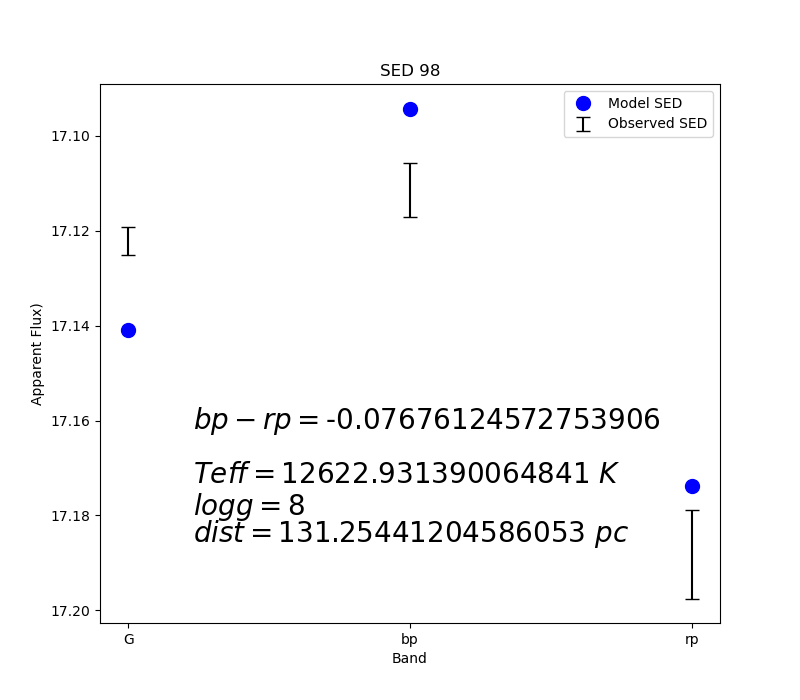 SED 98
Model SED
Observed SED
17.10
17.12
17.14
17.16
17.18
17.20
Apparent Flux)
bp − rp = -0.07676124572753906
Teff = 12622.931390064841 K
logg = 8
dist = 131.25441204586053 pc
G bp rp
Band